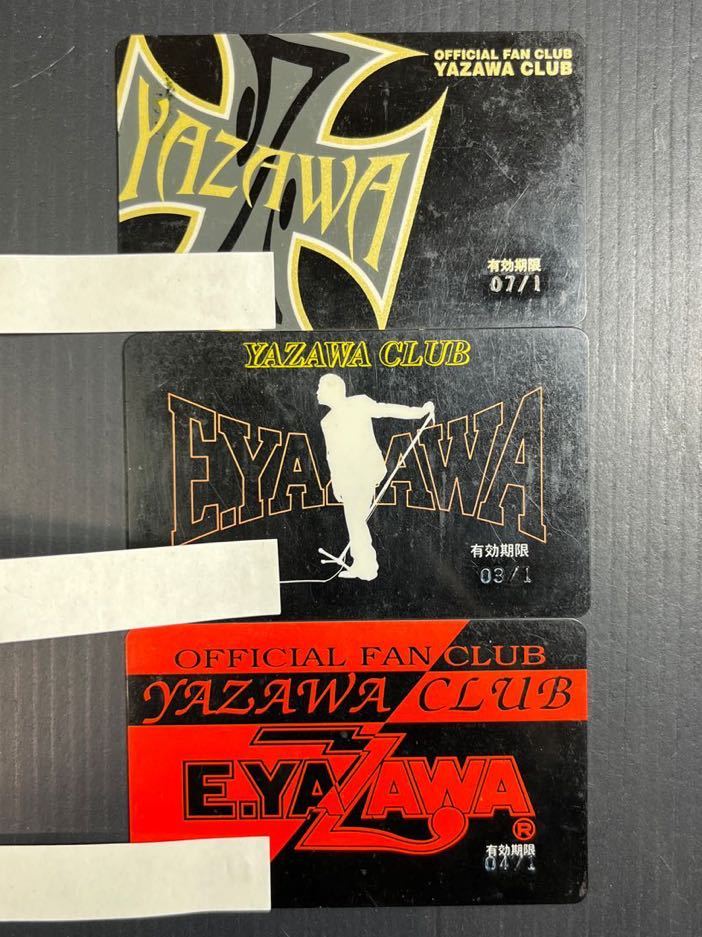 OFFICIAL FAN CLUB
YAZAWA CLUB
YAZAWA
有効期限
07/1
YAZAWA CLUB
E.YAZAWA
有効期限
03/1
OFFICIAL FAN CLUB
YAZAWA CLUB
E.YAZAWA
®
有効期限
04/1